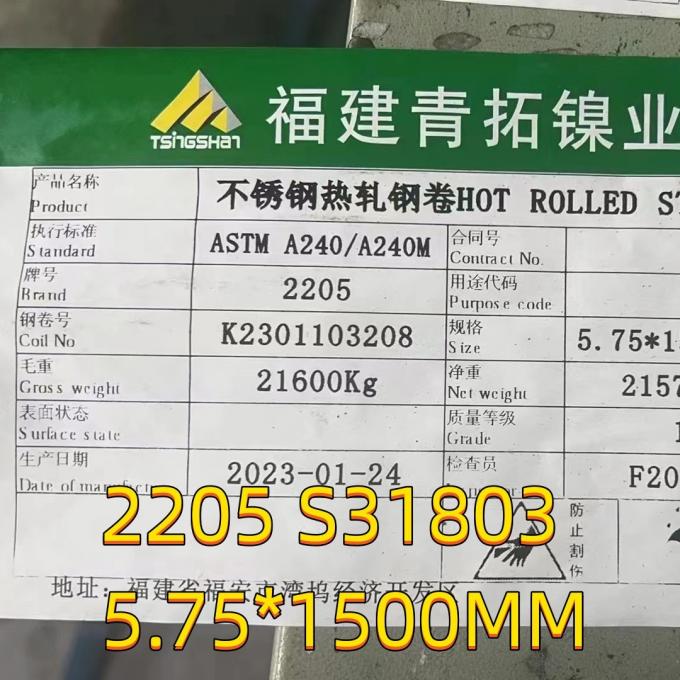 TSINGSHAN
福建青拓镍业
产品名称 不锈钢热轧钢卷HOT ROLLED ST
Product
执行标准 ASTM A240/A240M 合同号
Standard Contract No.
牌号 2205 用途代码
Brand Purpose code
钢卷号 K2301103208 规格 5.75*1
Coil No Size
毛重 21600Kg 净重 2157
Gross weight Net weight
表面状态 质量等级 1
Surface state Grade
生产日期 2023-01-24 检查员 F20
Date of manufact
2205 S31803
防止割伤
地址：福建省福安市湾坞经济开发区
5.75*1500MM